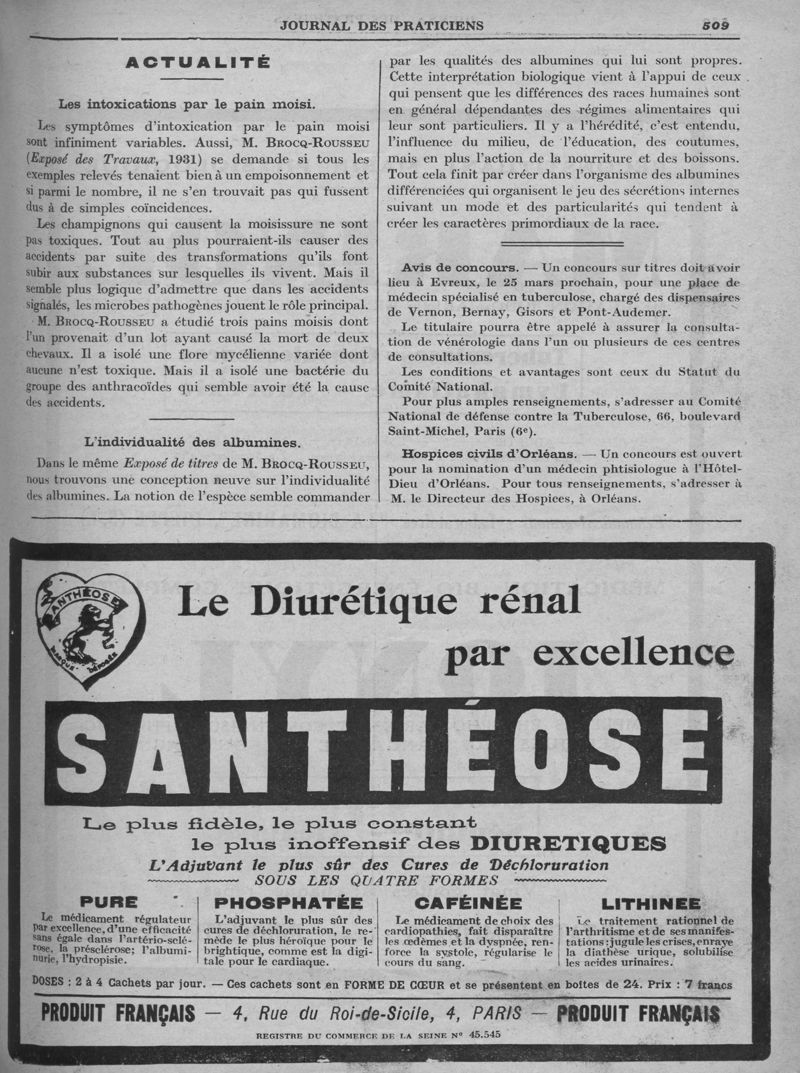 JOURNAL DES PRATICIENS 509
ACTUALITÉ
Les intoxications par le pain moisi.
Les symptômes d'intoxication par le pain moisi
sont infiniment variables. Aussi, M. BROCQ-ROUSSEU
(Exposé des Travaux, 1931) se demande si tous les
exemples relevés tenaient bien à un empoisonnement et
si parmi le nombre, il ne s'en trouvait pas qui fussent
dus à de simples coïncidences.
Les champignons qui causent la moisissure ne sont
pas toxiques. Tout au plus pourraient-ils causer des
accidents par suite des transformations qu'ils font
subir aux substances sur lesquelles ils vivent. Mais il
semble plus logique d'admettre que dans les accidents
signalés, les microbes pathogènes jouent le rôle principal.
M. BROCQ-ROUSSEU a étudié trois pains moisis dont
l'un provenait d'un lot ayant causé la mort de deux
chevaux. Il a isolé une flore mycélienne variée dont
aucune n'est toxique. Mais il a isolé une bactérie du
groupe des anthracoïdes qui semble avoir été la cause
des accidents.
L'individualité des albumines.
Dans le même Exposé de titres de M. BROCQ-ROUSSEU,
nous trouvons une conception neuve sur l'individualité
des albumines. La notion de l'espèce semble commander
par les qualités des albumines qui lui sont propres.
Cette interprétation biologique vient à l'appui de ceux
qui pensent que les différences des races humaines sont
en général dépendantes des régimes alimentaires qui
leur sont particuliers. Il y a l'hérédité, c'est entendu,
l'influence du milieu, de l'éducation, des coutumes,
mais en plus l'action de la nourriture et des boissons.
Tout cela finit par créer dans l'organisme des albumines
différenciées qui organisent le jeu des sécrétions internes
suivant un mode et des particularités qui tendent à
créer les caractères primordiaux de la race.
Avis de concours. — Un concours sur titres doit avoir
lieu à Evreux, le 25 mars prochain, pour une place de
médecin spécialisé en tuberculose, chargé des dispensaires
de Vernon, Bernay, Gisors et Pont-Audemer.
Le titulaire pourra être appelé à assurer la consulta-
tion de vénérologie dans l'un ou plusieurs de ces centres
de consultations.
Les conditions et avantages sont ceux du Statut du
Comité National.
Pour plus amples renseignements, s'adresser au Comité
National de défense contre la Tuberculose, 66, boulevard
Saint-Michel, Paris (6e).
Hospices civils d'Orléans. — Un concours est ouvert
pour la nomination d'un médecin phtisiologue à l'Hôtel-
Dieu d'Orléans. Pour tous renseignements, s'adresser à
M. le Directeur des Hospices, à Orléans.
SANTHÉOSE
MARQUE DÉPOSÉE
Le Diurétique rénal
par excellence
SANTHÉOSE
Le plus fidèle, le plus constant
le plus inoffensif des DIURETIQUES
L'Adjuvant le plus sûr des Cures de Déchloruration
SOUS LES QUATRE FORMES
PURE
Le médicament régulateur
par excellence, d'une efficacité
sans égale dans l'artério-sclé-
rose, la présclérose; l'albumi-
nurie, l'hydropisie.
PHOSPHATÉE
L'adjuvant le plus sûr des
cures de déchloruration, le re-
mède le plus héroïque pour le
brightique, comme est la digi-
tale pour le cardiaque.
CAFÉINÉE
Le médicament de choix des
cardiopathies, fait disparaître
les œdèmes et la dyspnée, ren-
force la systole, régularise le
cours du sang.
LITHINEE
Le traitement rationnel de
l'arthritisme et de ses manifes-
tations: jugule les crises, enraye
la diathèse urique, solubilise
les acides urinaires.
DOSES : 2 à 4 Cachets par jour. — Ces cachets sont en FORME DE CŒUR et se présentent en boîtes de 24. Prix : 7 francs
PRODUIT FRANÇAIS — 4, Rue du Roi-de-Sicile, 4, PARIS — PRODUIT FRANÇAIS
REGISTRE DU COMMERCE DE LA SEINE Nº 45.545